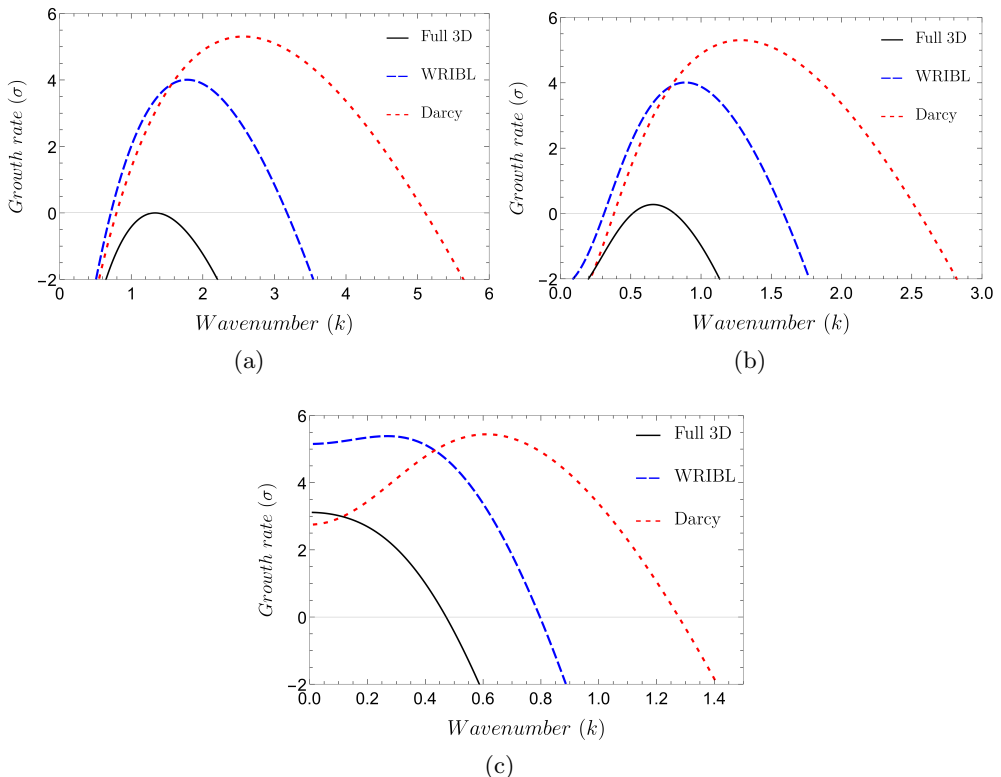 6
4
2
0
−2
0
1
2
3
4
5
6
Growth rate (σ)
Wavenumber (k)
Full 3D
WRIBL
Darcy
(a)
6
4
2
0
−2
0.0
0.5
1.0
1.5
2.0
2.5
3.0
Growth rate (σ)
Wavenumber (k)
Full 3D
WRIBL
Darcy
(b)
6
4
2
0
−2
0.0
0.2
0.4
0.6
0.8
1.0
1.2
1.4
Growth rate (σ)
Wavenumber (k)
Full 3D
WRIBL
Darcy
(c)